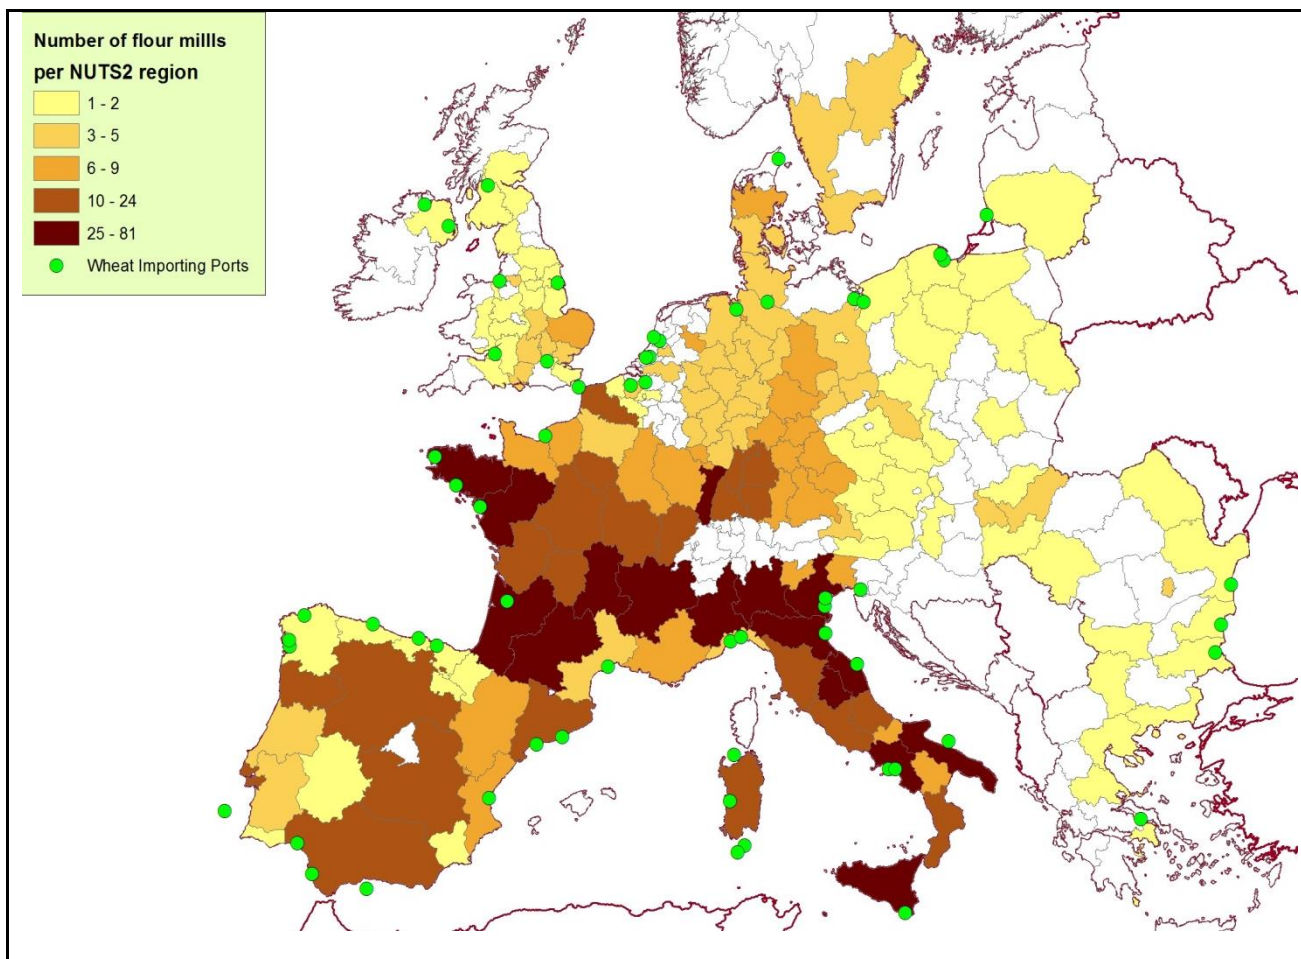 Number of flour millls
per NUTS2 region
1 - 2
3 - 5
6 - 9
10 - 24
25 - 81
Wheat Importing Ports